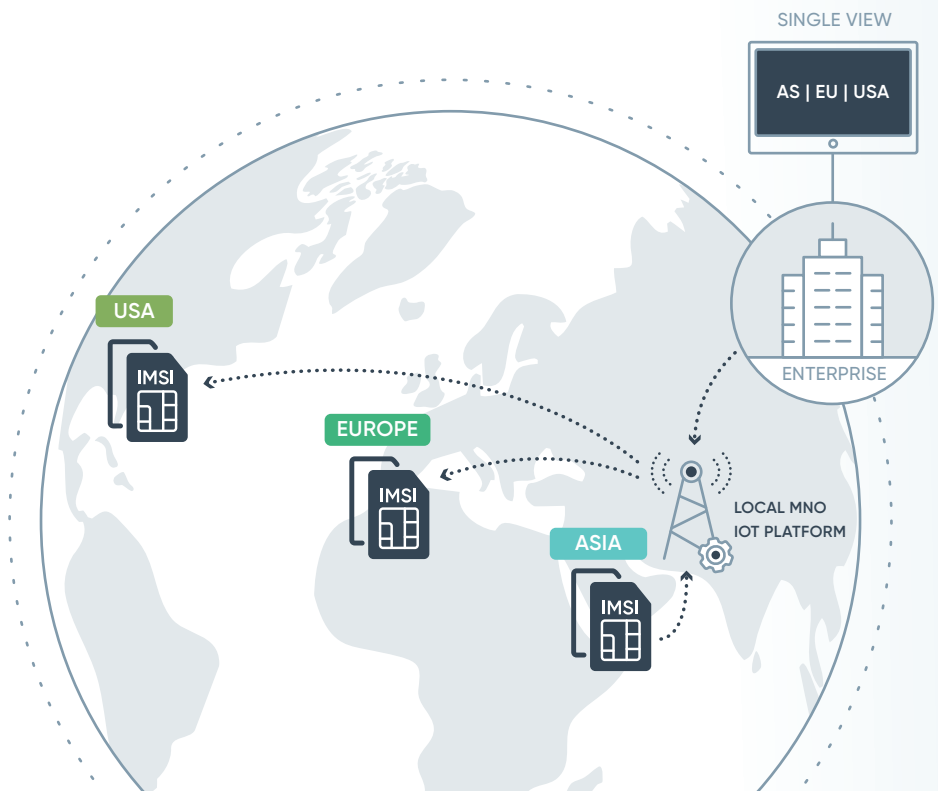 SINGLE VIEW
AS | EU | USA
ENTERPRISE
USA
IMSI
EUROPE
IMSI
LOCAL MNO
IOT PLATFORM
ASIA
IMSI